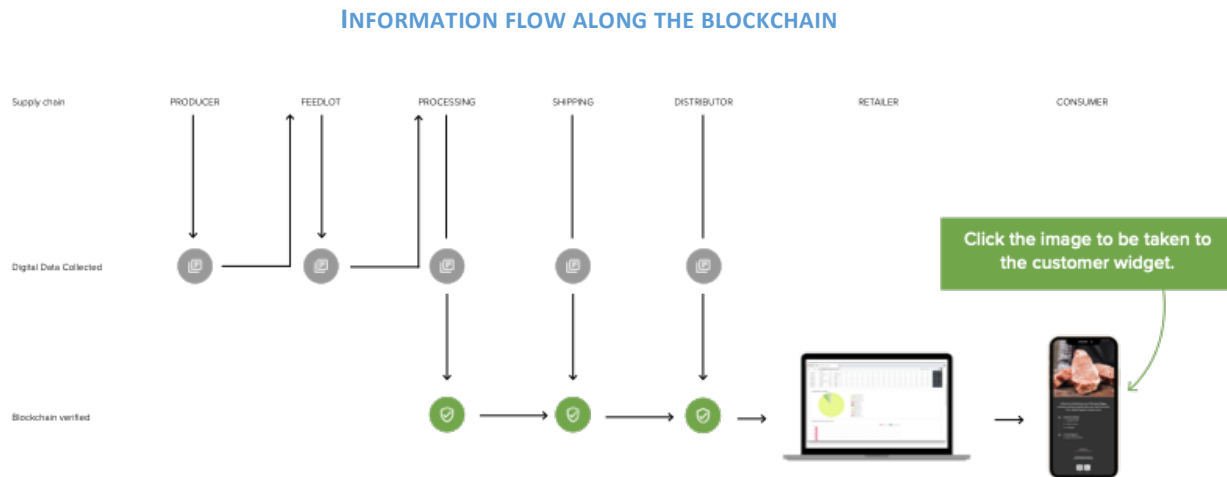 INFORMATION FLOW ALONG THE BLOCKCHAIN
Supply chain
PRODUCER
FEEDLOT
PROCESSING
SHIPPING
DISTRIBUTOR
RETAILER
CONSUMER
Click the image to be taken to
the customer widget.
Digital Data Collected
Blockchain verified